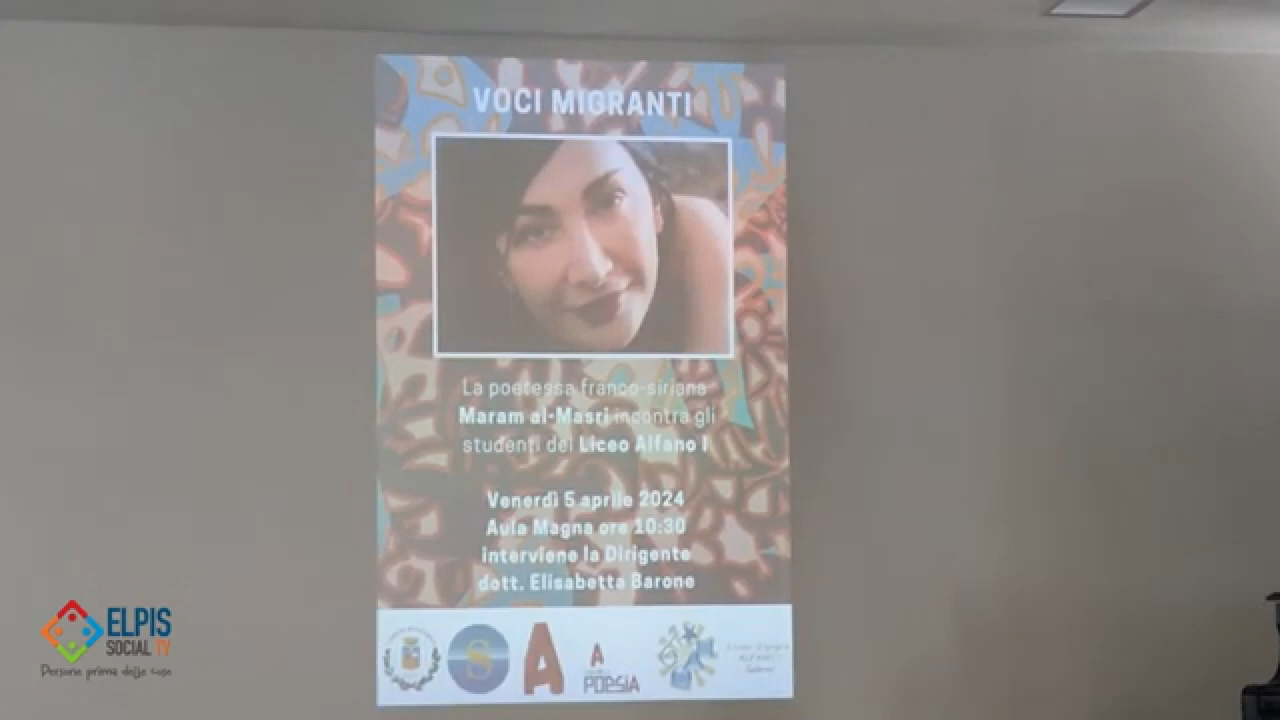 VOCI MIGRANTI
La poetessa franco-siriana
Maram al-Masri incontra gli
studenti del Liceo Alfano I
Venerdì 5 aprile 2024
Aula Magna ore 10:30
interviene la Dirigente
dott. Elisabetta Barone
S
A
A
POESIA
ELPIS
SOCIAL TV
Persone prima delle cose